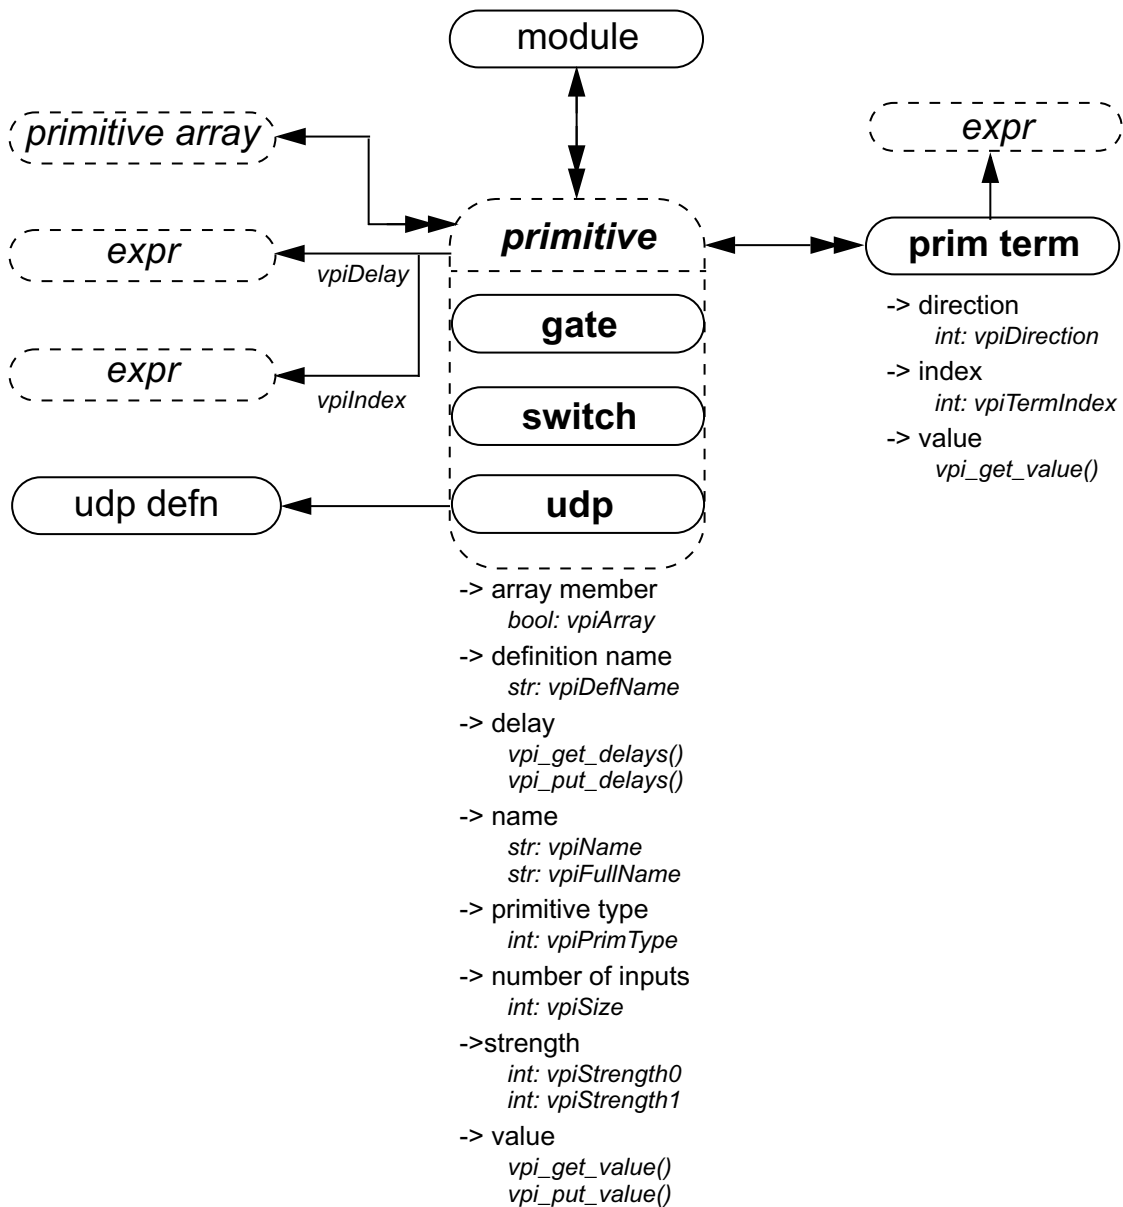 module
primitive array
expr
primitive
expr
vpiDelay
prim term
gate
-> direction
int: vpiDirection
expr
vpiIndex
-> index
int: vpiTermIndex
switch
-> value
vpi_get_value()
udp defn
udp
-> array member
bool: vpiArray
-> definition name
str: vpiDefName
-> delay
vpi_get_delays()
vpi_put_delays()
-> name
str: vpiName
str: vpiFullName
-> primitive type
int: vpiPrimType
-> number of inputs
int: vpiSize
->strength
int: vpiStrength0
int: vpiStrength1
-> value
vpi_get_value()
vpi_put_value()